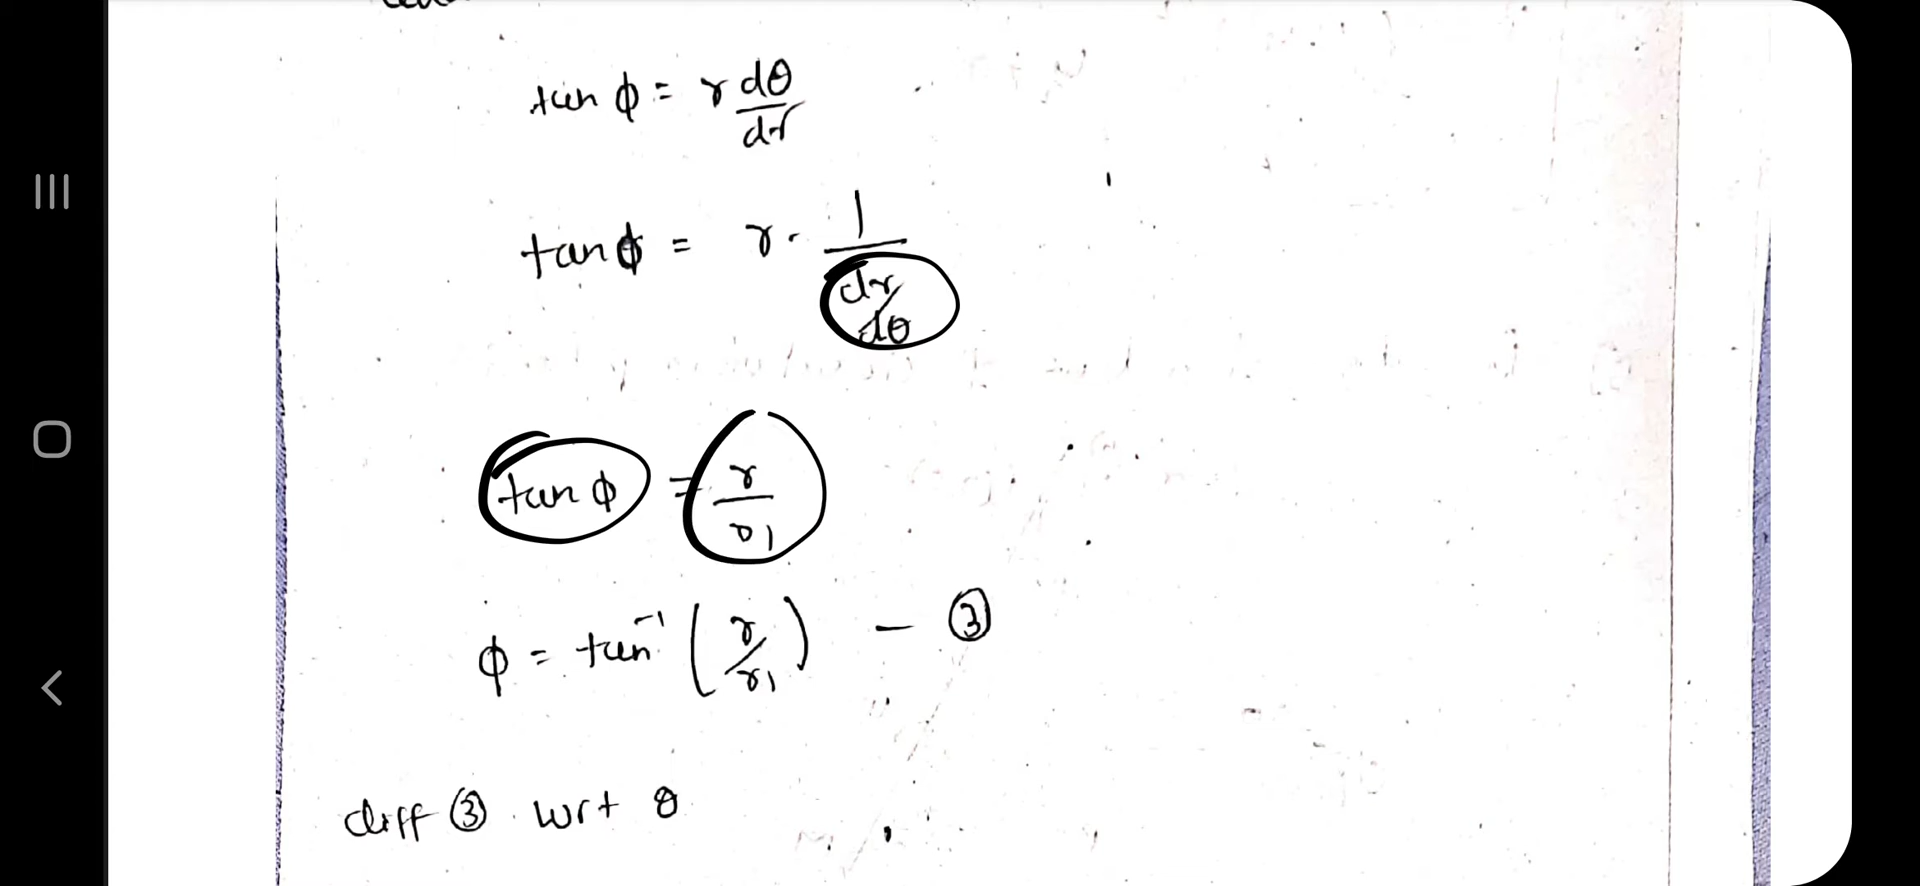 tan ϕ = r dθ/dr
tan ϕ = r · 1/(dr/dθ)
tan ϕ = r/r₁
ϕ = tan⁻¹ (r/r₁) — ③
diff ③ wrt θ